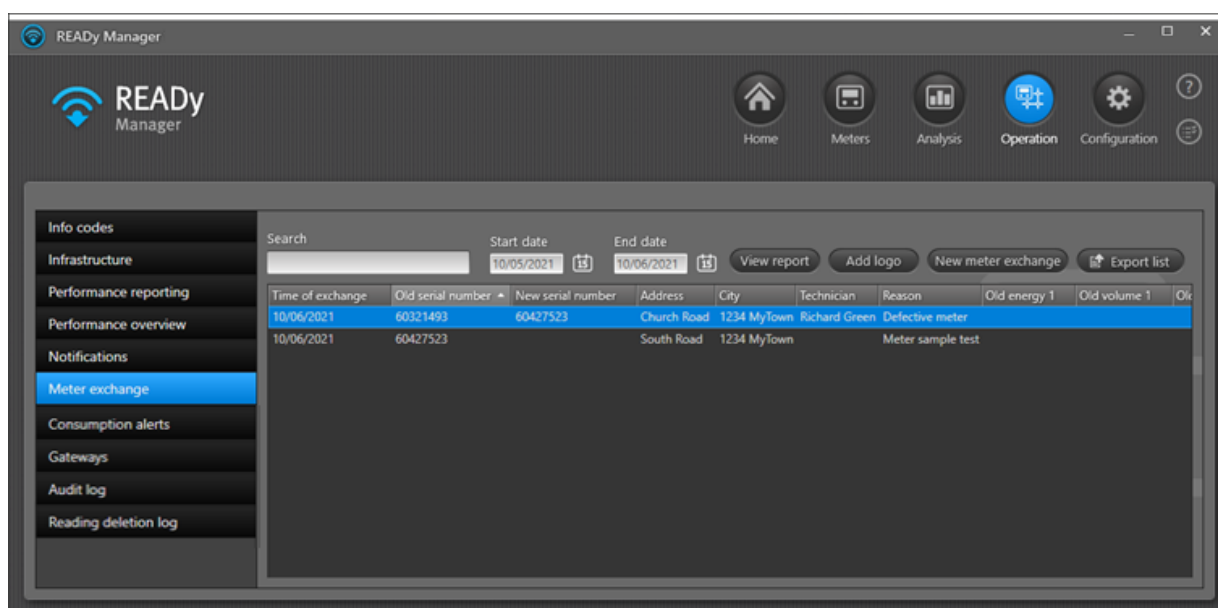 READy Manager
READy
Manager
Home Meters Analysis Operation Configuration
?
Info codes
Infrastructure
Performance reporting
Performance overview
Notifications
Meter exchange
Consumption alerts
Gateways
Audit log
Reading deletion log
Search Start date End date
10/05/2021 15 10/06/2021 15 View report Add logo New meter exchange Export list
Time of exchange Old serial number New serial number Address City Technician Reason Old energy 1 Old volume 1 Old
10/06/2021 60321493 60427523 Church Road 1234 MyTown Richard Green Defective meter
10/06/2021 60427523 South Road 1234 MyTown Meter sample test